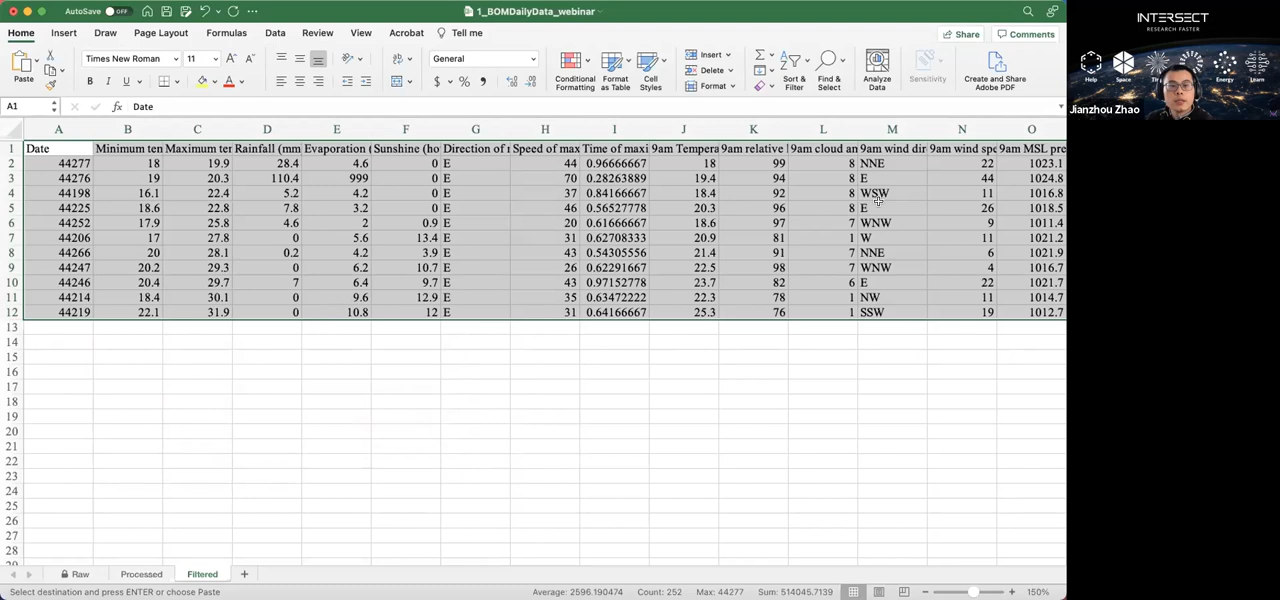 AutoSave OFF 1_BOMDailyData_webinar
Home Insert Draw Page Layout Formulas Data Review View Acrobat Tell me Share Comments
Paste Times New Roman 11 A A General Insert Delete Format
B I U Conditional Formatting Format as Table Cell Styles Sort & Filter Find & Select Analyze Data Sensitivity Create and Share Adobe PDF
A1 fx Date
A B C D E F G H I J K L M N O
1 Date Minimum ten Maximum ter Rainfall (mm Evaporation ( Sunshine (ho Direction of r Speed of max Time of maxi 9am Tempera 9am relative 9am cloud an 9am wind dir 9am wind spe 9am MSL pre
2 44277 18 19.9 28.4 4.6 0 E 44 0.96666667 18 99 8 NNE 22 1023.1
3 44276 19 20.3 110.4 999 0 E 70 0.28263889 19.4 94 8 E 44 1024.8
4 44198 16.1 22.4 5.2 4.2 0 E 37 0.84166667 18.4 92 8 WSW 11 1016.8
5 44225 18.6 22.8 7.8 3.2 0 E 46 0.56527778 20.3 96 8 E 26 1018.5
6 44252 17.9 25.8 4.6 2 0.9 E 20 0.61666667 18.6 97 7 WNW 9 1011.4
7 44206 17 27.8 0 5.6 13.4 E 31 0.62708333 20.9 81 1 W 11 1021.2
8 44266 20 28.1 0.2 4.2 3.9 E 43 0.54305556 21.4 91 7 NNE 6 1021.9
9 44247 20.2 29.3 0 6.2 10.7 E 26 0.62291667 22.5 98 7 WNW 4 1016.7
10 44246 20.4 29.7 7 6.4 9.7 E 43 0.97152778 23.7 82 6 E 22 1021.7
11 44214 18.4 30.1 0 9.6 12.9 E 35 0.63472222 22.3 78 1 NW 11 1014.7
12 44219 22.1 31.9 0 10.8 12 E 31 0.64166667 25.3 76 1 SSW 19 1012.7
13
14
15
16
17
18
19
20
21
22
23
24
25
26
27
28
29
Raw Processed Filtered +
Select destination and press ENTER or choose Paste Average: 2596.190474 Count: 252 Max: 44277 Sum: 514045.7139 150%
INTERSECT
RESEARCH FASTER
Help Space Energy Learn
Jianzhou Zhao